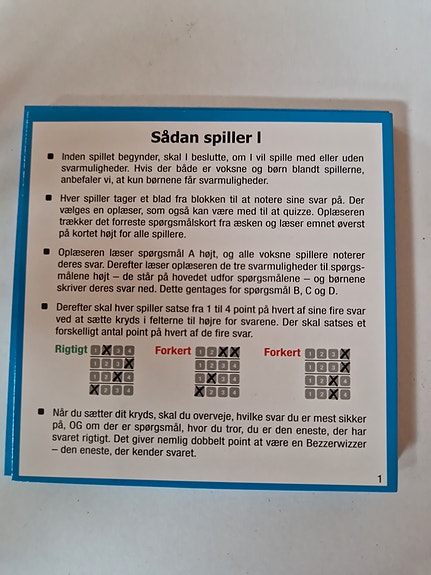 Sådan spiller I
Inden spillet begynder, skal I beslutte, om I vil spille med eller uden
svarmuligheder. Hvis der både er voksne og børn blandt spillerne,
anbefaler vi, at kun børnene får svarmuligheder.
Hver spiller tager et blad fra blokken til at notere sine svar på. Der
vælges en oplæser, som også kan være med til at quizze. Oplæseren
trækker det forreste spørgsmålskort fra æsken og læser emnet øverst
på kortet højt for alle spillere.
Oplæseren læser spørgsmål A højt, og alle voksne spillere noterer
deres svar. Derefter læser oplæseren de tre svarmuligheder til spørgs-
målene højt – de står på hovedet udfor spørgsmålene – og børnene
skriver deres svar ned. Dette gentages for spørgsmål B, C og D.
Derefter skal hver spiller satse fra 1 til 4 point på hvert af sine fire svar
ved at sætte kryds i felterne til højre for svarene. Der skal satses et
forskelligt antal point på hvert af de fire svar.
Rigtigt Forkert Forkert
Når du sætter dit kryds, skal du overveje, hvilke svar du er mest sikker
på, OG om der er spørgsmål, hvor du tror, du er den eneste, der har
svaret rigtigt. Det giver nemlig dobbelt point at være en Bezzerwizzer
– den eneste, der kender svaret.
1